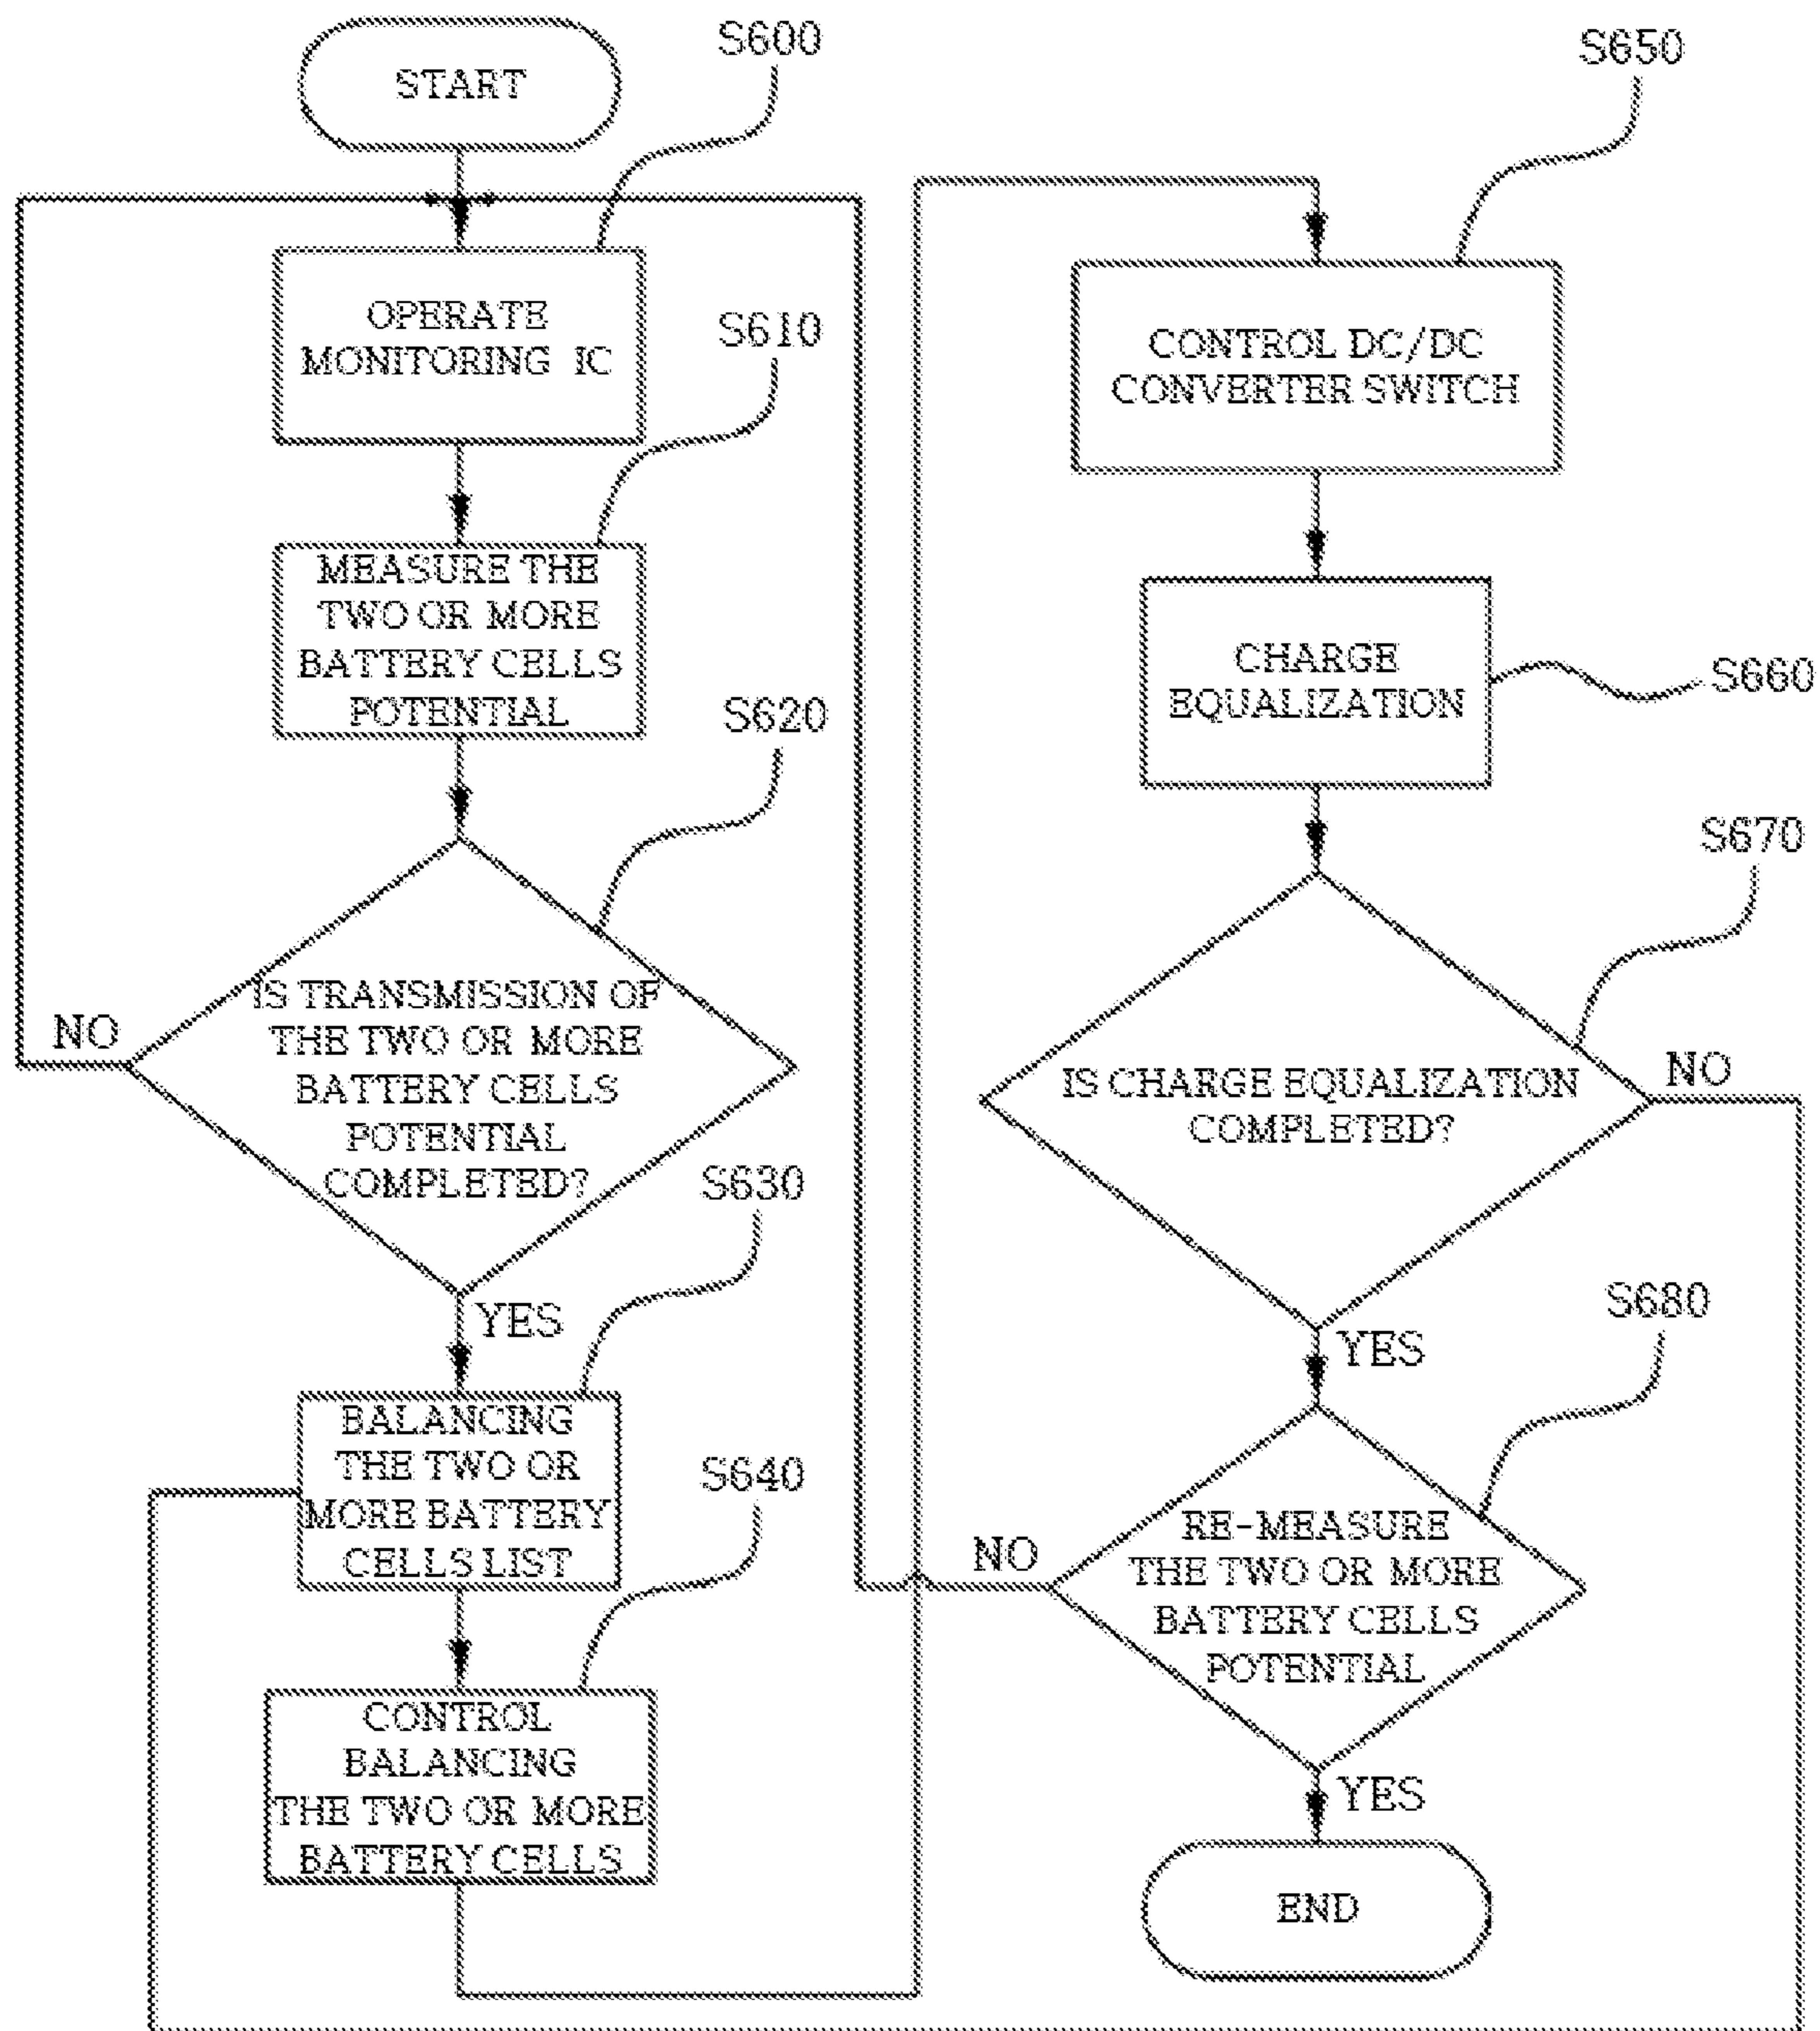 START
S600
OPERATE
MONITORING IC
S610
MEASURE THE
TWO OR MORE
BATTERY CELLS
POTENTIAL
S620
IS TRANSMISSION OF
THE TWO OR MORE
BATTERY CELLS
POTENTIAL
COMPLETED?
NO
YES
S630
BALANCING
THE TWO OR
MORE BATTERY
CELLS LIST
S640
CONTROL
BALANCING
THE TWO OR MORE
BATTERY CELLS
S650
CONTROL DC/DC
CONVERTER SWITCH
CHARGE
EQUALIZATION
S660
S670
IS CHARGE EQUALIZATION
COMPLETED?
NO
YES
S680
RE-MEASURE
THE TWO OR MORE
BATTERY CELLS
POTENTIAL
NO
YES
END